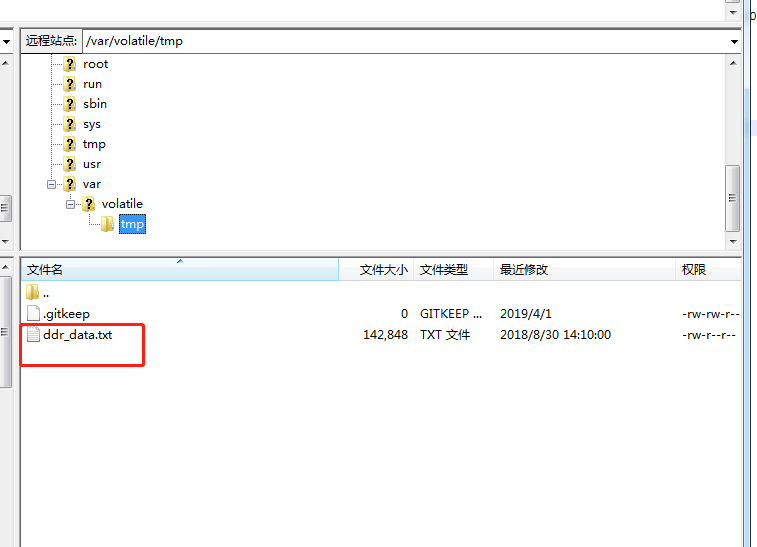 远程站点: /var/volatile/tmp
root
run
sbin
sys
tmp
usr
var
volatile
tmp
文件名 文件大小 文件类型 最近修改 权限
..
.gitkeep 0 GITKEEP ... 2019/4/1 -rw-rw-r--
ddr_data.txt 142,848 TXT 文件 2018/8/30 14:10:00 -rw-r--r--